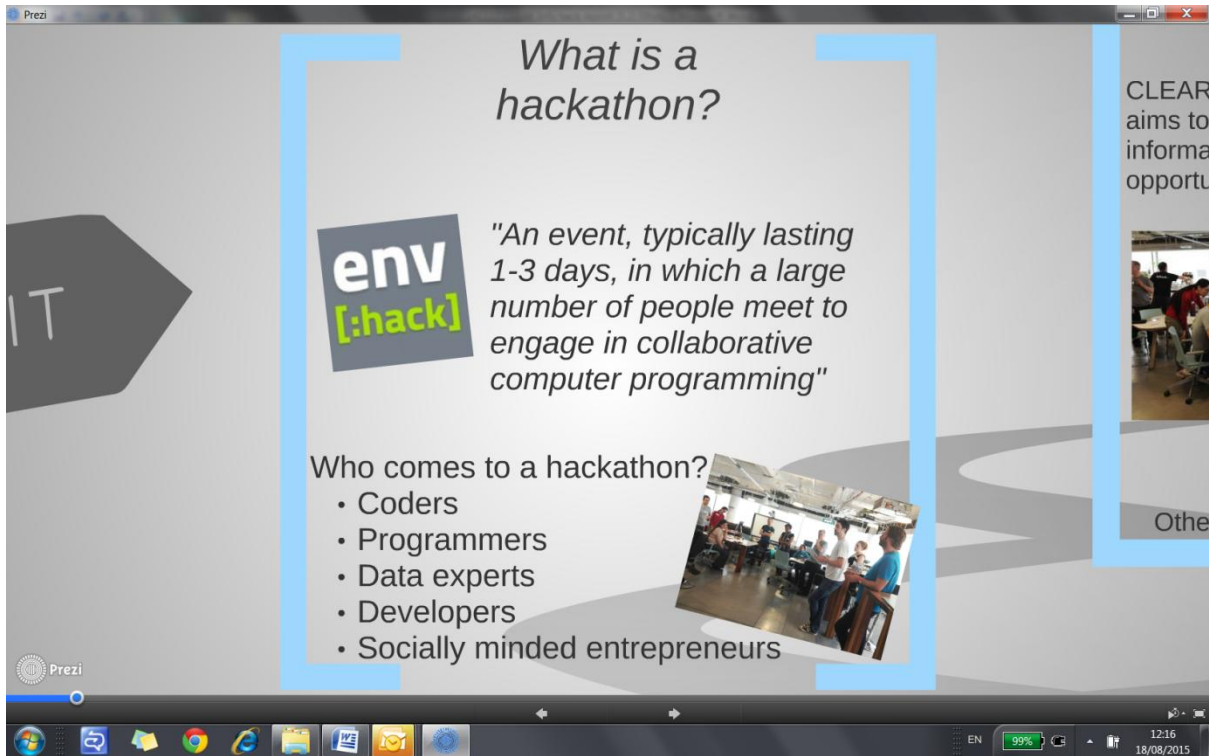 Prezi
What is a
hackathon?
CLEAR
aims to
informa
opportu
IT
env
[:hack]
"An event, typically lasting
1-3 days, in which a large
number of people meet to
engage in collaborative
computer programming"
Who comes to a hackathon?
• Coders
• Programmers
• Data experts
• Developers
• Socially minded entrepreneurs
Othe
Prezi
EN
99%
12:16
18/08/2015